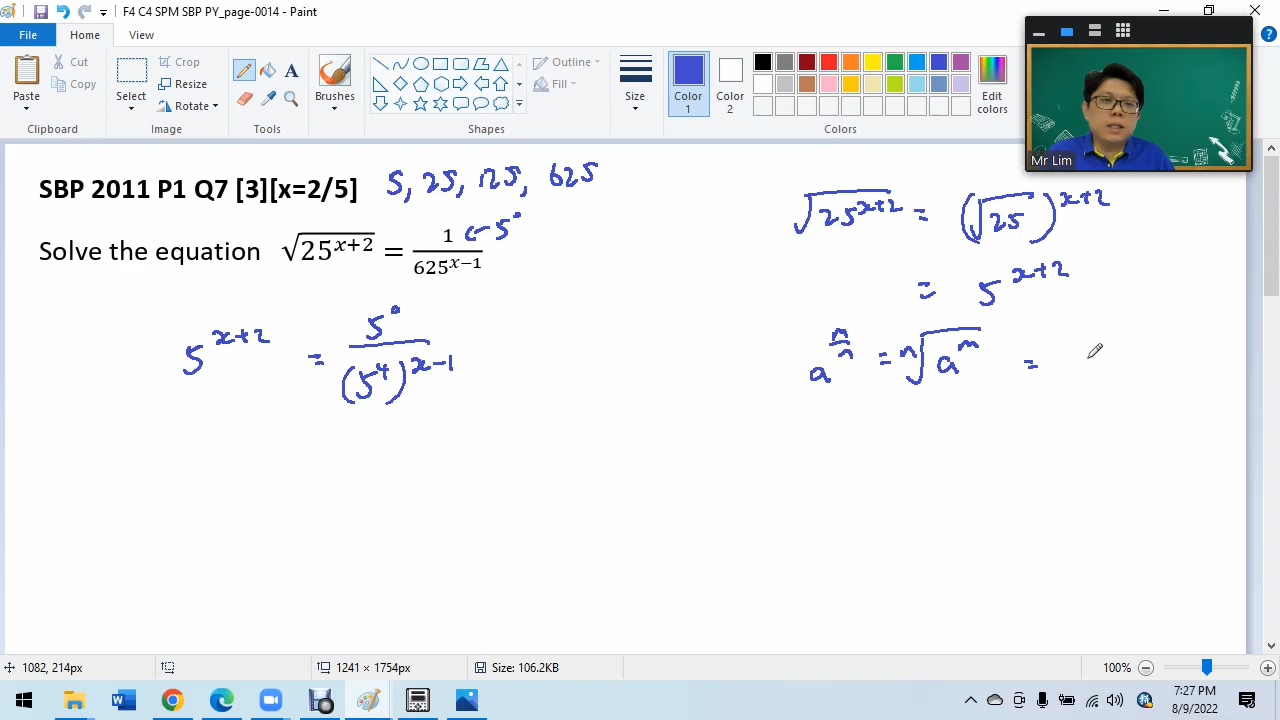 F4 C4 SPM SBP PY_page-0014 - Paint
File Home View
Paste Cut Copy Select Crop Resize Rotate A Brushes Outline Fill Size Color 1 Color 2 Edit colors
Clipboard Image Tools Shapes Colors
Mr Lim
SBP 2011 P1 Q7 [3][x=2/5] 5, 25, 125, 625
Solve the equation √25^(x+2) = 1/625^(x−1) ← 5°
5^(x+2) = 5°/(5^4)^(x-1)
√25^(x+2) = (√25)^(x+2)
= 5^(x+2)
a^(m/n) = ⁿ√a^m =
1082, 214px 1241 × 1754px Size: 106.2KB 100%
7:27 PM
8/9/2022